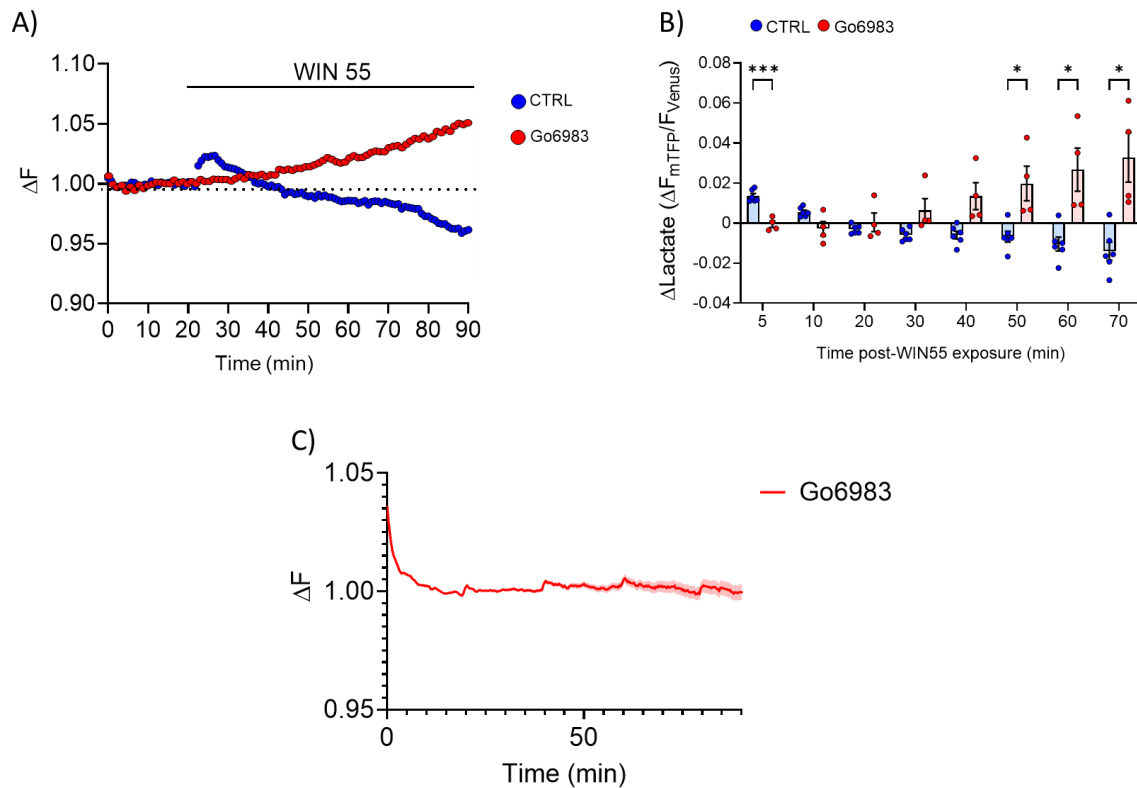 A)
WIN 55
ΔF
1.10
1.05
1.00
0.95
0.90
0 10 20 30 40 50 60 70 80 90
Time (min)
CTRL
Go6983
B)
CTRL Go6983
ΔLactate (ΔFmTFP/FVenus)
0.08
0.06
0.04
0.02
0
-0.02
-0.04
*** * * *
5 10 20 30 40 50 60 70
Time post-WIN55 exposure (min)
C)
ΔF
1.05
1.00
0.95
0 50
Time (min)
Go6983